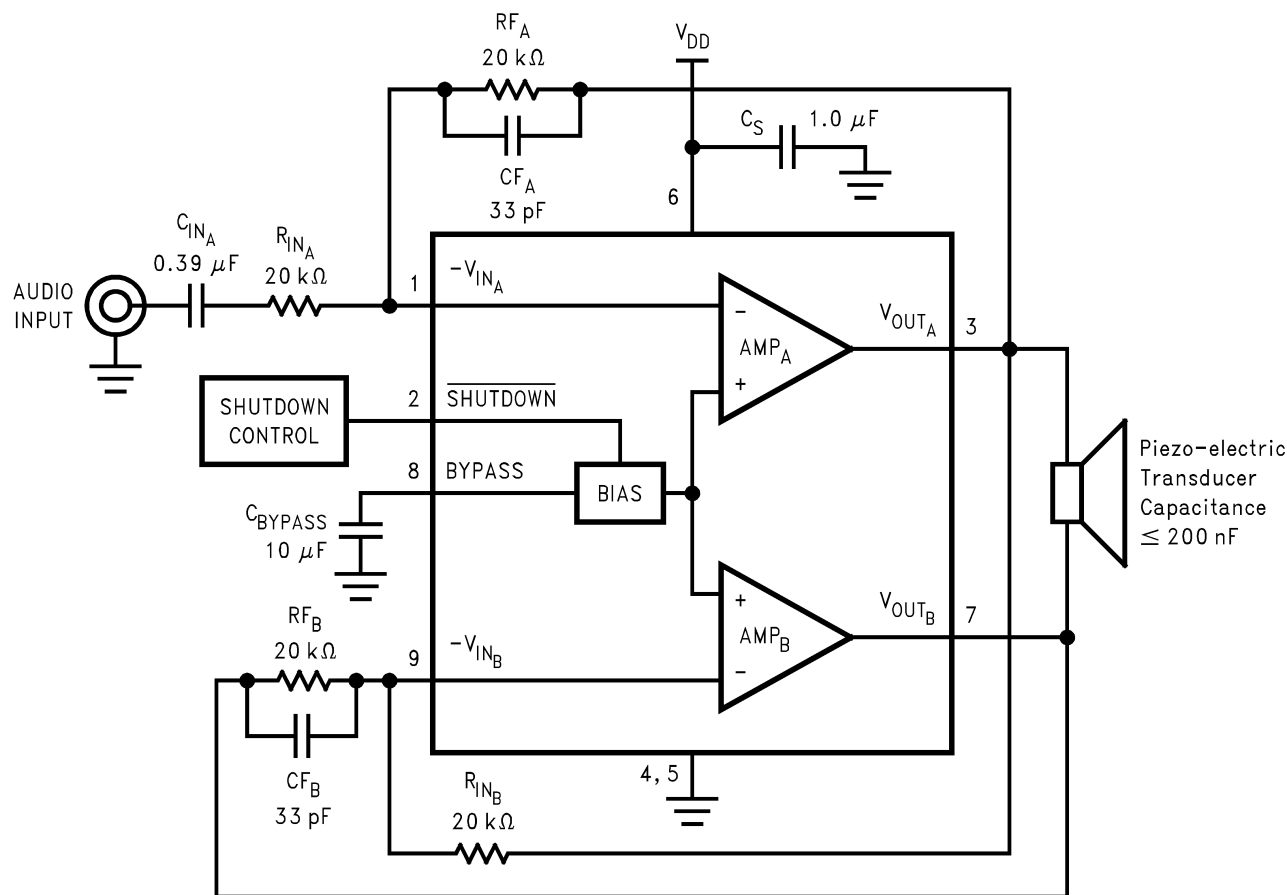 RF_A
20 kΩ
V_DD
C_S 1.0 μF
CF_A
33 pF
6
C_IN_A
0.39 μF
R_IN_A
20 kΩ
AUDIO
INPUT
1
-V_IN_A
-
AMP_A
+
V_OUT_A
3
SHUTDOWN
CONTROL
2
SHUTDOWN
8
BYPASS
BIAS
C_BYPASS
10 μF
Piezo-electric
Transducer
Capacitance
≤ 200 nF
RF_B
20 kΩ
9
-V_IN_B
+
AMP_B
-
V_OUT_B
7
CF_B
33 pF
4, 5
R_IN_B
20 kΩ